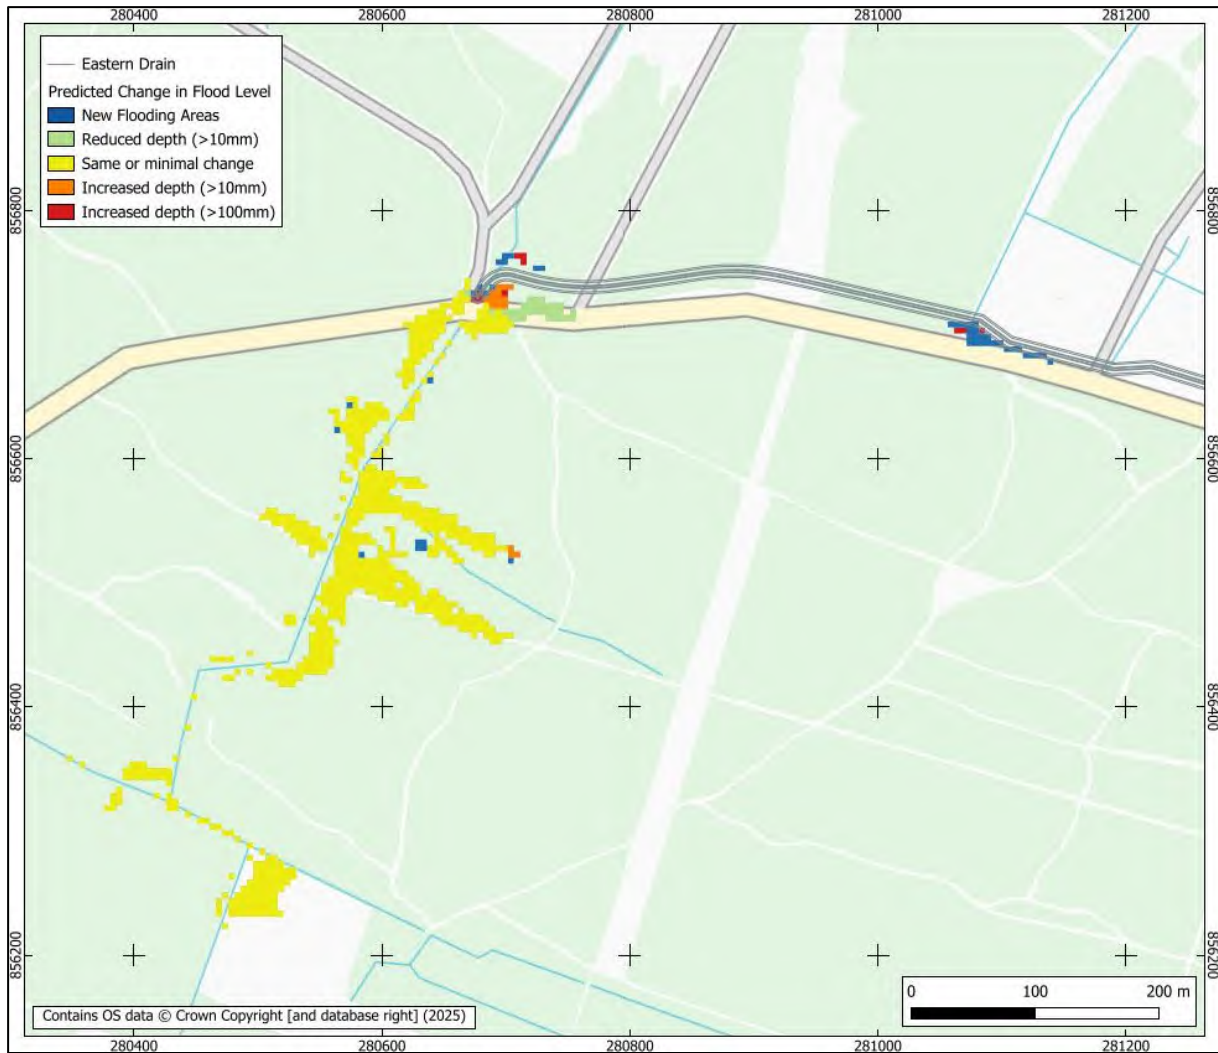 280400 280600 280800 281000 281200
Eastern Drain
Predicted Change in Flood Level
New Flooding Areas
Reduced depth (>10mm)
Same or minimal change
Increased depth (>10mm)
Increased depth (>100mm)
856800 856800
856600 856600
856400 856400
856200 856200
0 100 200 m
Contains OS data © Crown Copyright [and database right] (2025)
280400 280600 280800 281000 281200